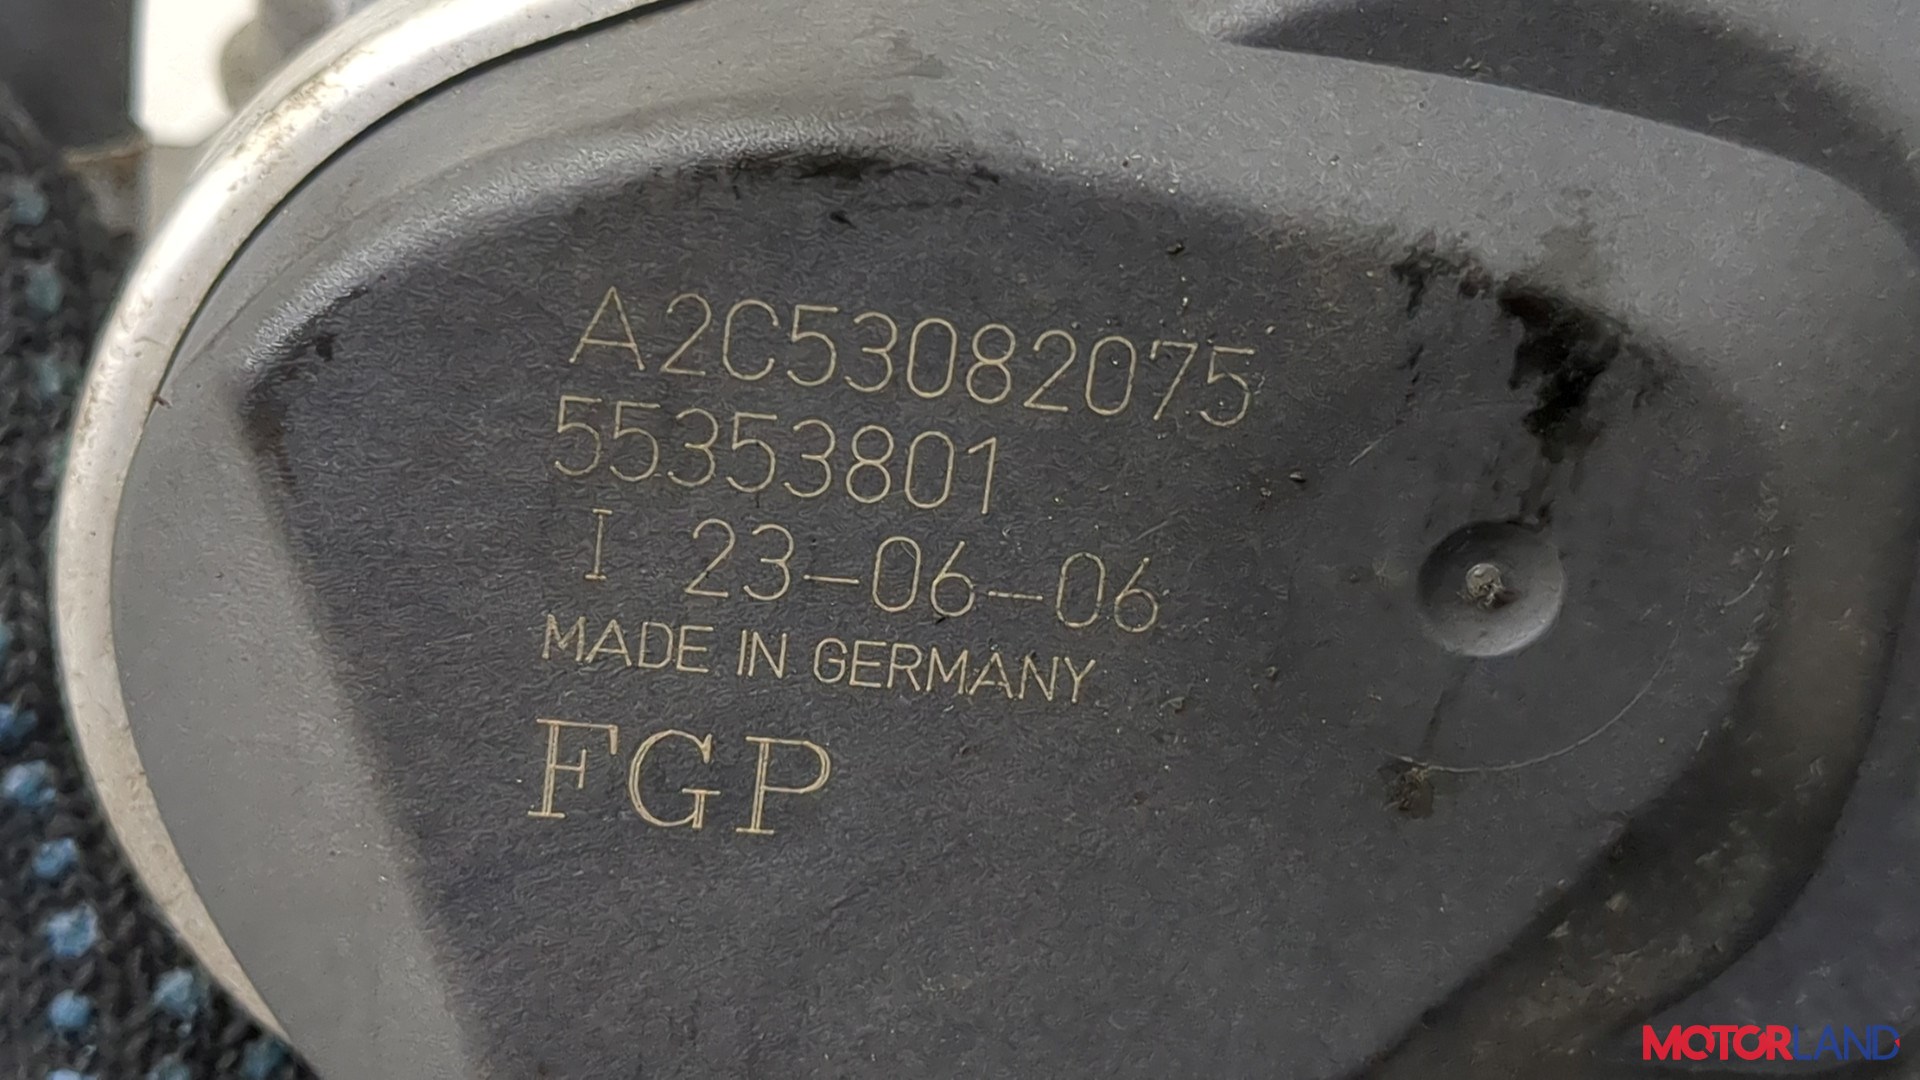 A2C53082075
55353801
I 23-06-06
MADE IN GERMANY
FGP
MOTORLAND